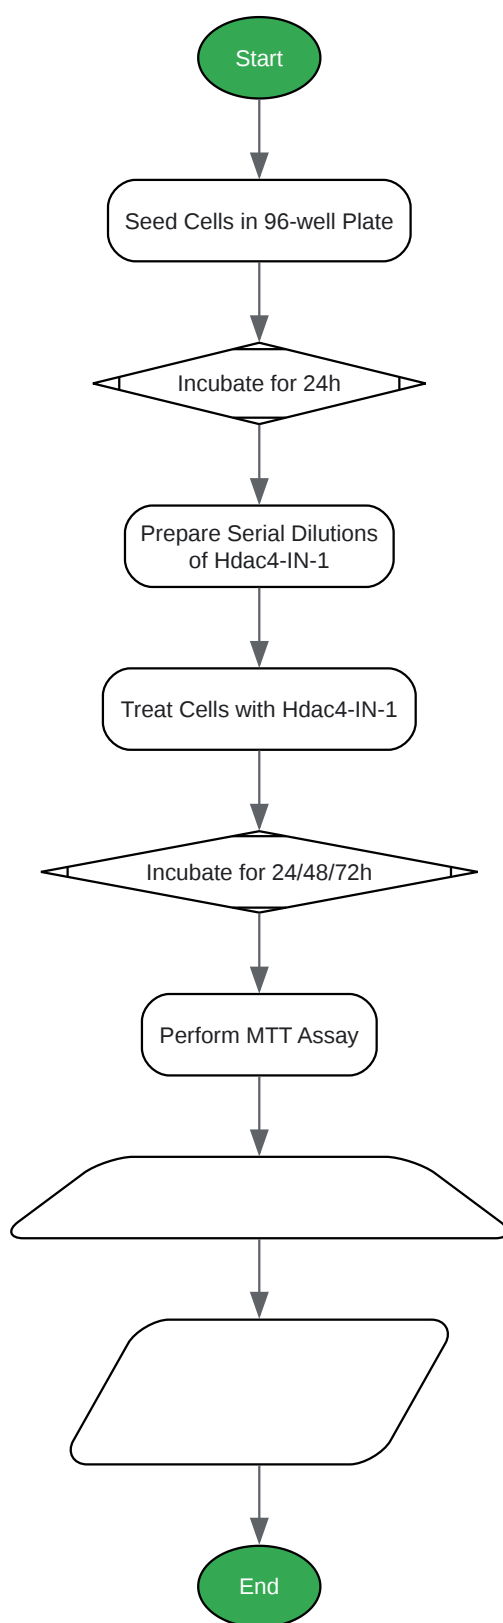 Start
Seed Cells in 96-well Plate
Incubate for 24h
Prepare Serial Dilutions
of Hdac4-IN-1
Treat Cells with Hdac4-IN-1
Incubate for 24/48/72h
Perform MTT Assay
End